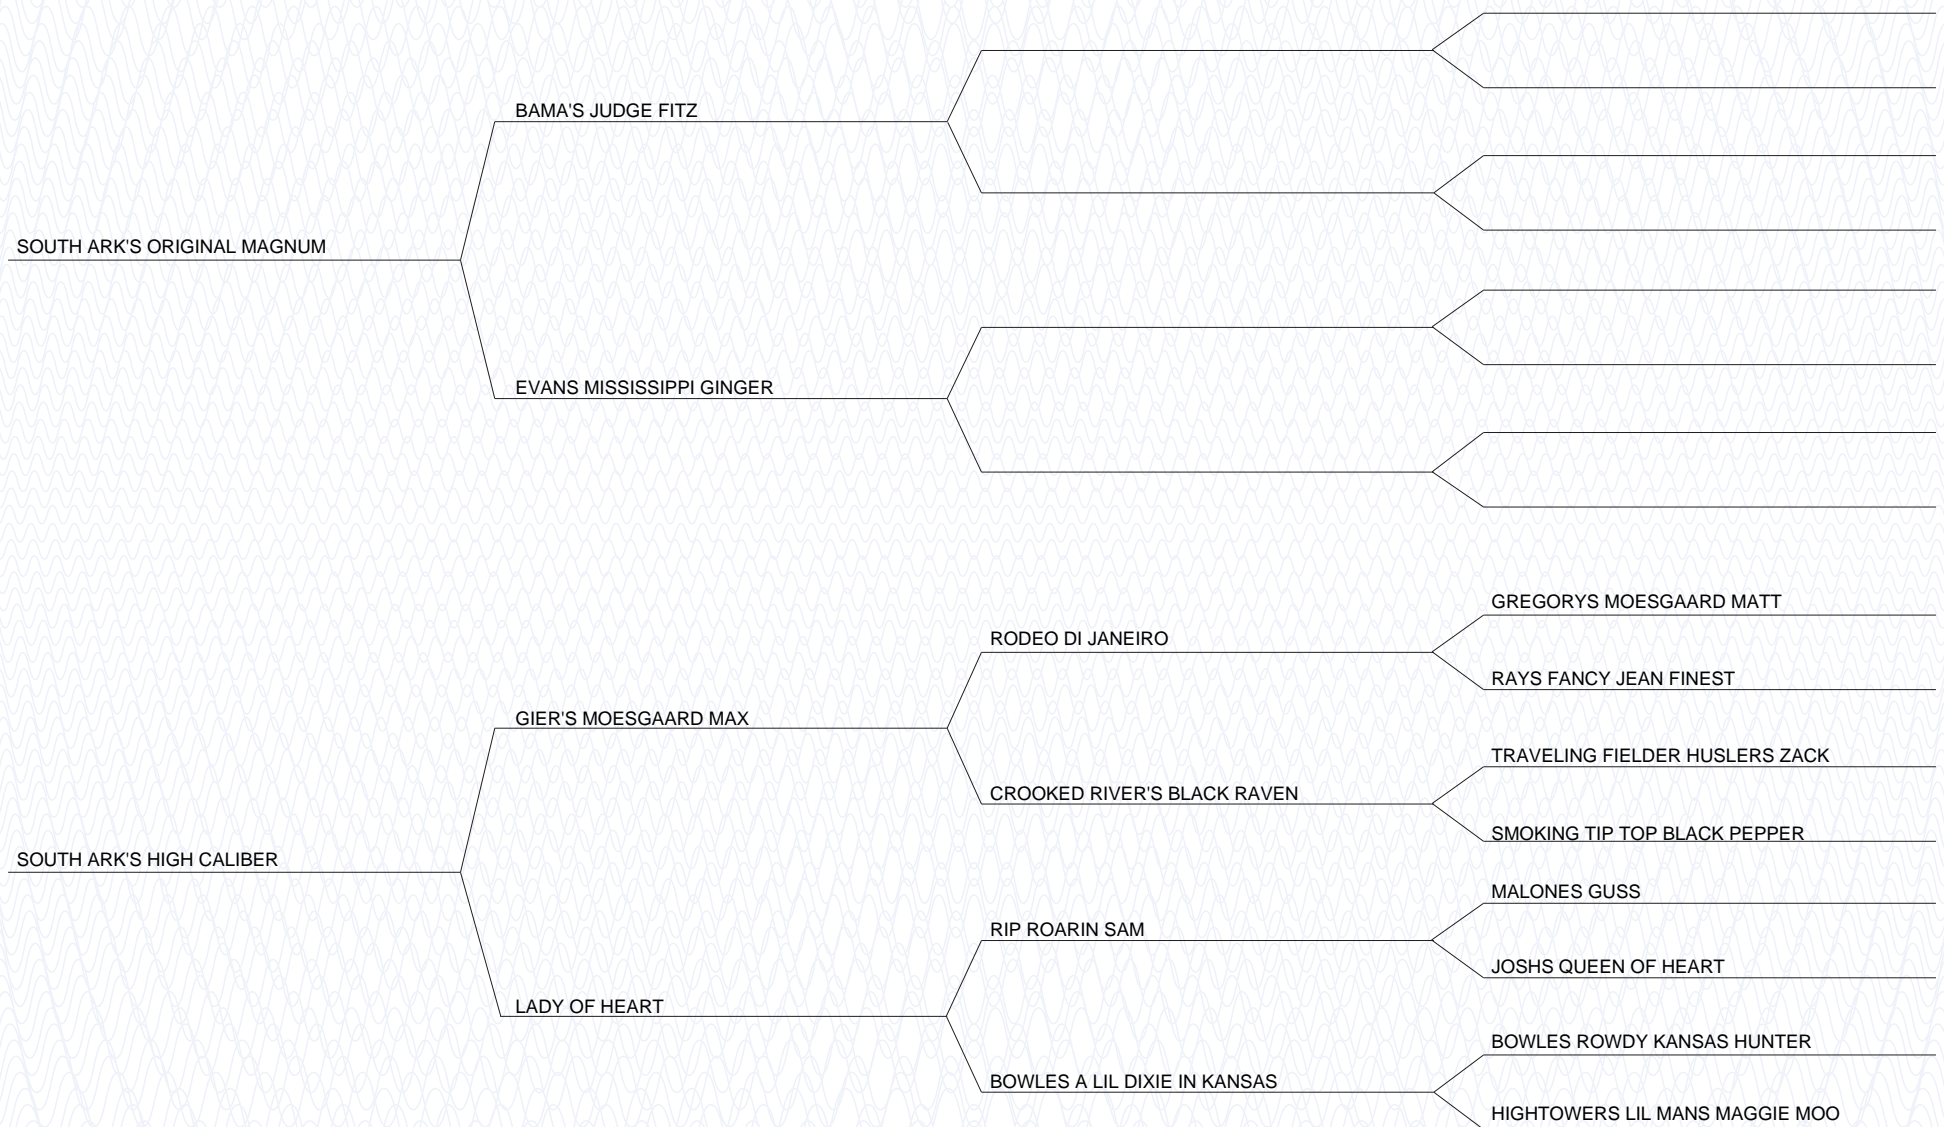 BAMA'S JUDGE FITZ
SOUTH ARK'S ORIGINAL MAGNUM
EVANS MISSISSIPPI GINGER
GREGORYS MOESGAARD MATT
RODEO DI JANEIRO
RAYS FANCY JEAN FINEST
GIER'S MOESGAARD MAX
TRAVELING FIELDER HUSLERS ZACK
CROOKED RIVER'S BLACK RAVEN
SMOKING TIP TOP BLACK PEPPER
SOUTH ARK'S HIGH CALIBER
MALONES GUSS
RIP ROARIN SAM
JOSHS QUEEN OF HEART
LADY OF HEART
BOWLES ROWDY KANSAS HUNTER
BOWLES A LIL DIXIE IN KANSAS
HIGHTOWERS LIL MANS MAGGIE MOO